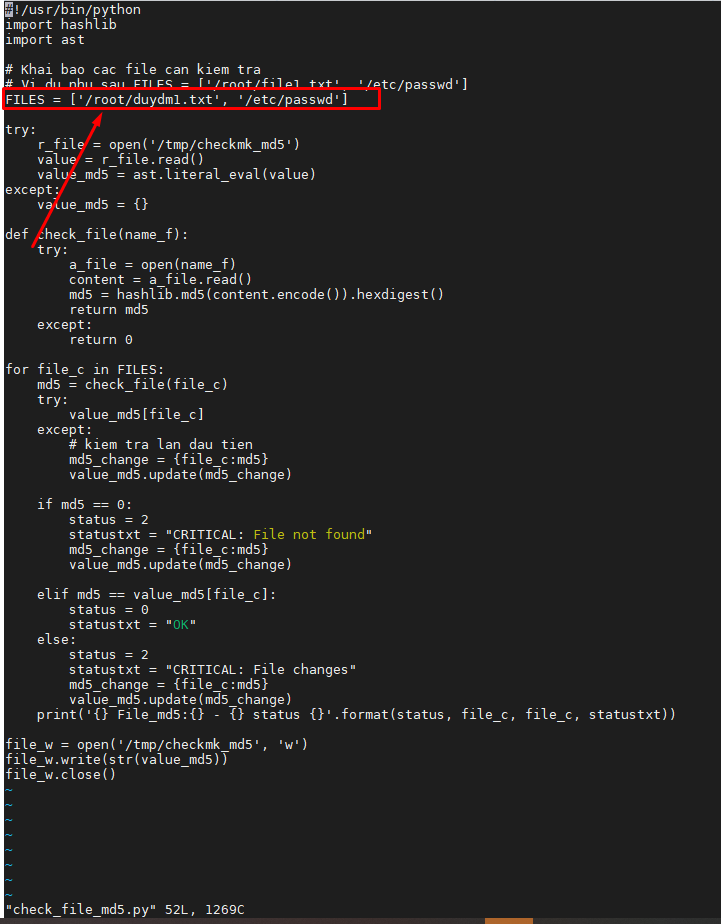 #!/usr/bin/python
import hashlib
import ast

# Khai bao cac file can kiem tra
# Vi du nhu sau FILES = ['/root/file1.txt', '/etc/passwd']
FILES = ['/root/duydm1.txt', '/etc/passwd']

try:
    r_file = open('/tmp/checkmk_md5')
    value = r_file.read()
    value_md5 = ast.literal_eval(value)
except:
    value_md5 = {}

def check_file(name_f):
    try:
        a_file = open(name_f)
        content = a_file.read()
        md5 = hashlib.md5(content.encode()).hexdigest()
        return md5
    except:
        return 0

for file_c in FILES:
    md5 = check_file(file_c)
    try:
        value_md5[file_c]
    except:
        # kiem tra lan dau tien
        md5_change = {file_c:md5}
        value_md5.update(md5_change)

    if md5 == 0:
        status = 2
        statustxt = "CRITICAL: File not found"
        md5_change = {file_c:md5}
        value_md5.update(md5_change)

    elif md5 == value_md5[file_c]:
        status = 0
        statustxt = "OK"
    else:
        status = 2
        statustxt = "CRITICAL: File changes"
        md5_change = {file_c:md5}
        value_md5.update(md5_change)
    print('{} File_md5:{} - {} status {}'.format(status, file_c, file_c, statustxt))

file_w = open('/tmp/checkmk_md5', 'w')
file_w.write(str(value_md5))
file_w.close()
~
~
~
~
~
~
~
~
"check_file_md5.py" 52L, 1269C